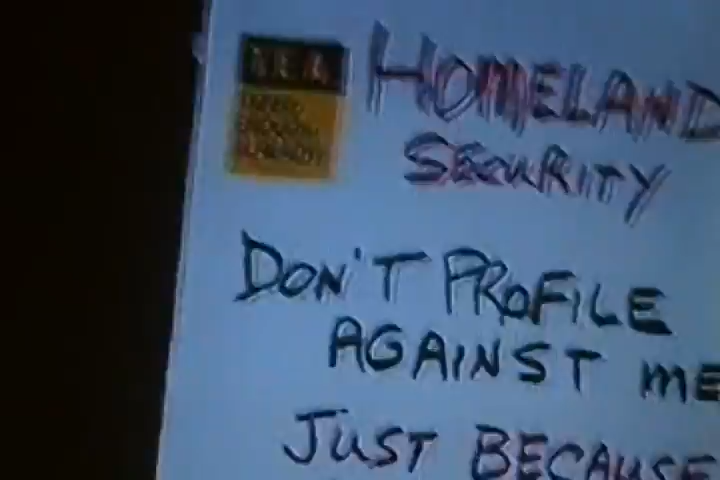 HOMELAND
SECURITY
DON'T PROFILE
AGAINST ME
JUST BECAUSE